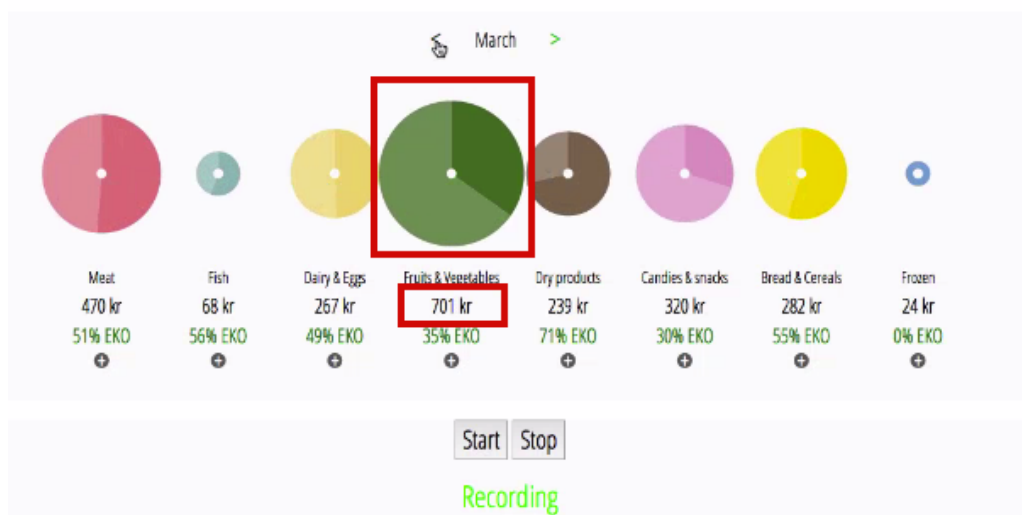 < March >
Meat Fish Dairy & Eggs Fruits & Vegetables Dry products Candies & snacks Bread & Cereals Frozen
470 kr 68 kr 267 kr 701 kr 239 kr 320 kr 282 kr 24 kr
51% EKO 56% EKO 49% EKO 35% EKO 71% EKO 30% EKO 55% EKO 0% EKO
Start Stop
Recording